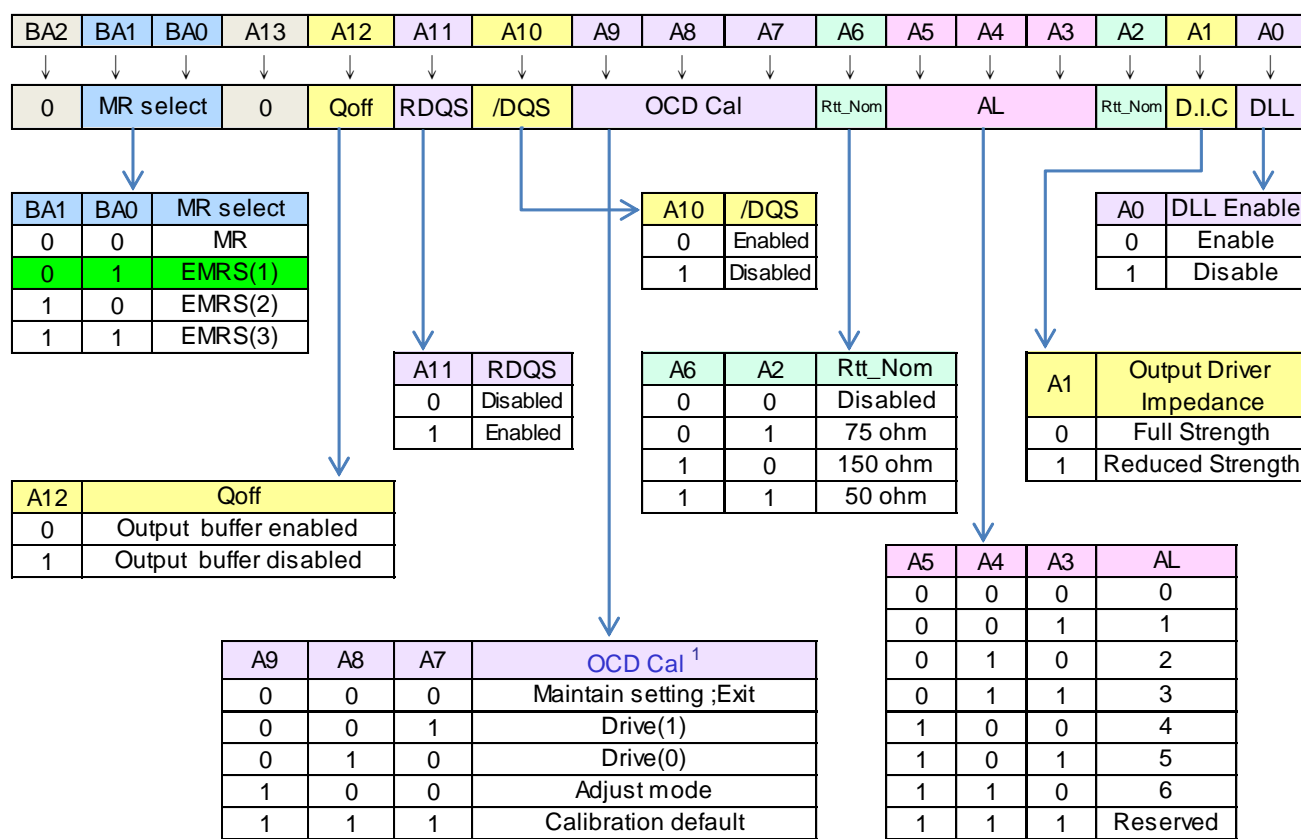 BA2 BA1 BA0 A13 A12 A11 A10 A9 A8 A7 A6 A5 A4 A3 A2 A1 A0
0 MR select 0 Qoff RDQS /DQS OCD Cal Rtt_Nom AL Rtt_Nom D.I.C DLL
BA1 BA0 MR select
0 0 MR
0 1 EMRS(1)
1 0 EMRS(2)
1 1 EMRS(3)
A10 /DQS
0 Enabled
1 Disabled
A0 DLL Enable
0 Enable
1 Disable
A11 RDQS
0 Disabled
1 Enabled
A6 A2 Rtt_Nom
0 0 Disabled
0 1 75 ohm
1 0 150 ohm
1 1 50 ohm
A1 Output Driver
Impedance
0 Full Strength
1 Reduced Strength
A12 Qoff
0 Output buffer enabled
1 Output buffer disabled
A5 A4 A3 AL
0 0 0 0
0 0 1 1
0 1 0 2
0 1 1 3
1 0 0 4
1 0 1 5
1 1 0 6
1 1 1 Reserved
A9 A8 A7 OCD Cal 1
0 0 0 Maintain setting ;Exit
0 0 1 Drive(1)
0 1 0 Drive(0)
1 0 0 Adjust mode
1 1 1 Calibration default